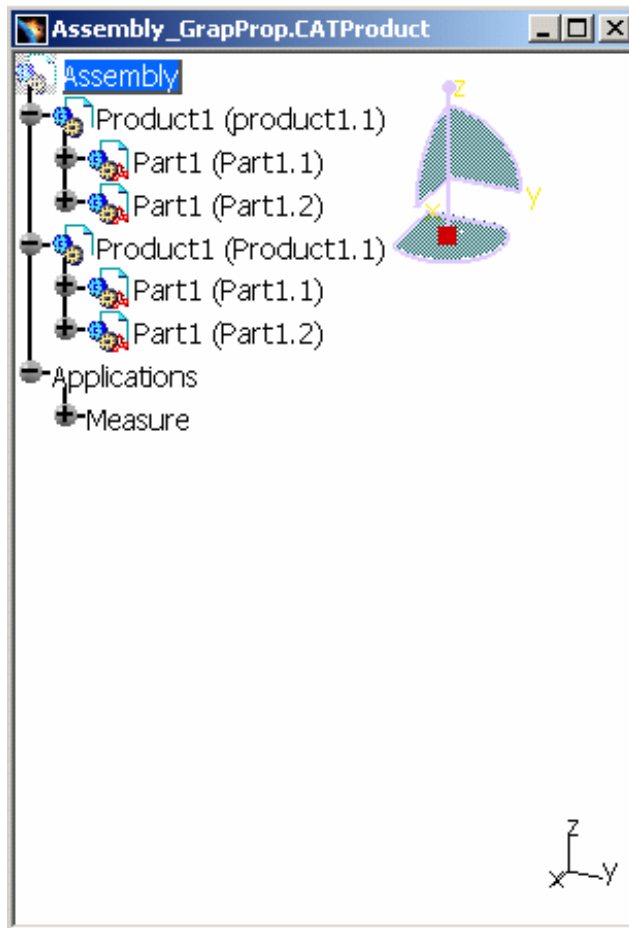 Assembly_GrapProp.CATProduct
Assembly
Product1 (product1.1)
Part1 (Part1.1)
Part1 (Part1.2)
Product1 (Product1.1)
Part1 (Part1.1)
Part1 (Part1.2)
Applications
Measure
z
y
x
z
y
x